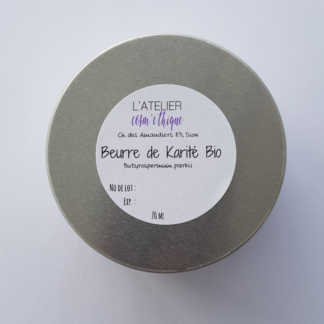 L'ATELIER
cosm'éthique
Ch des Amandiers 23, Sion
Beurre de Karité Bio
Butyrospermum parkii
No de lot :
Exp. :
70 ml